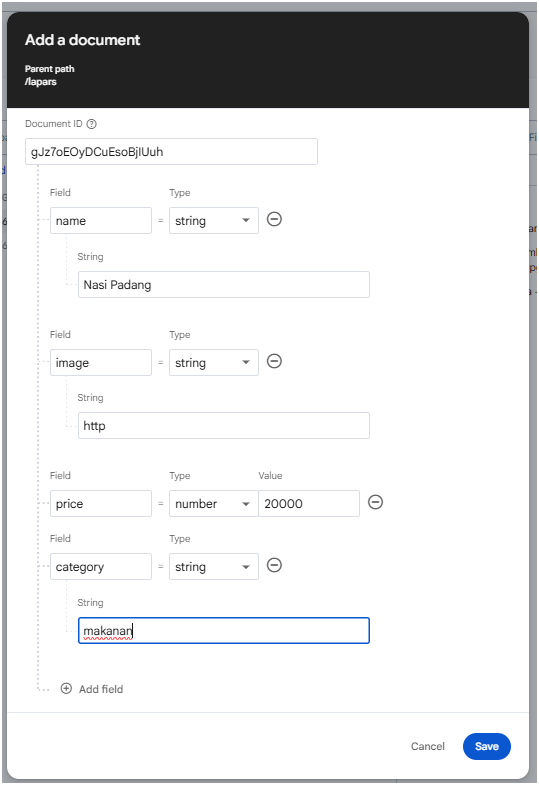 Add a document
Parent path
/lapars
Document ID
gJz7oEOyDCuEsoBjIUuh
Field Type
name = string
String
Nasi Padang
Field Type
image = string
String
http
Field Type Value
price = number 20000
Field Type
category = string
String
makanan
Add field
Cancel Save